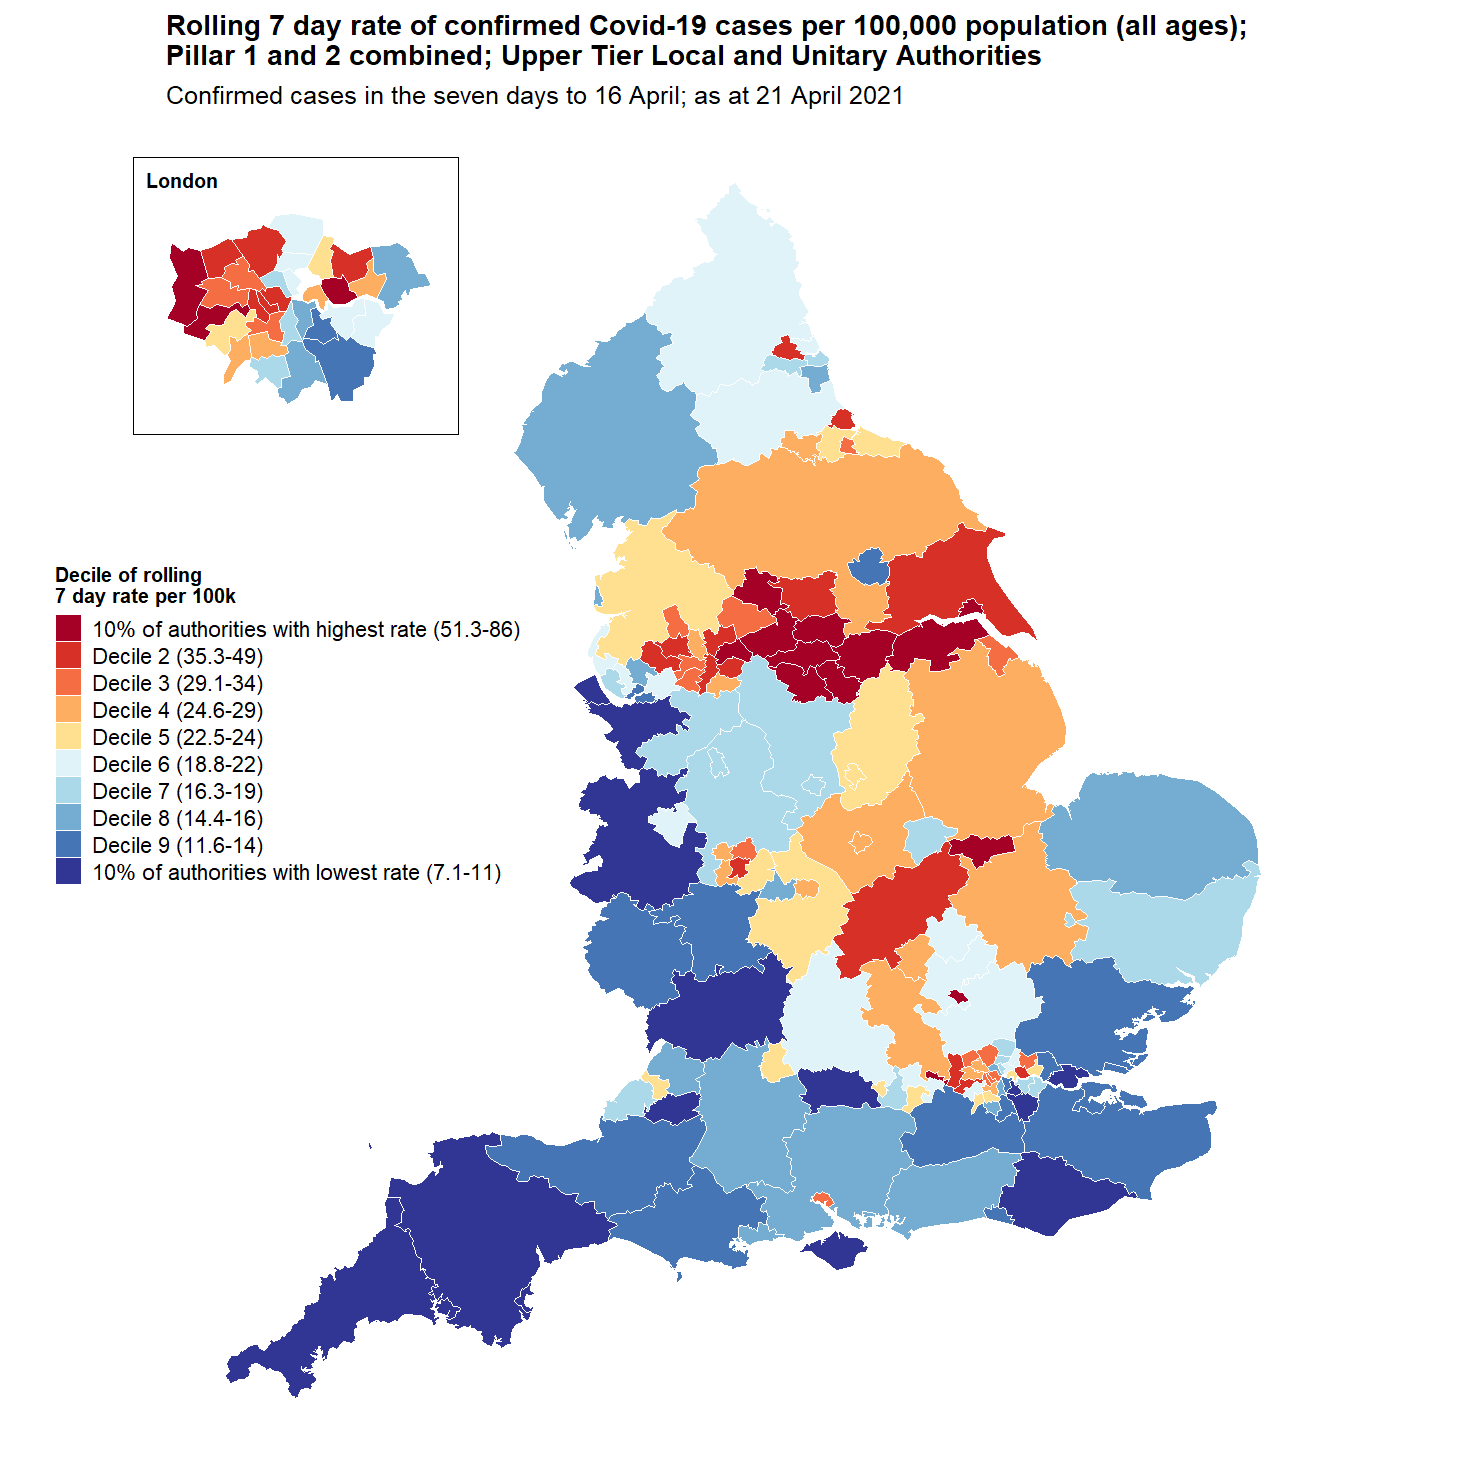 Rolling 7 day rate of confirmed Covid-19 cases per 100,000 population (all ages);
Pillar 1 and 2 combined; Upper Tier Local and Unitary Authorities
Confirmed cases in the seven days to 16 April; as at 21 April 2021
London
Decile of rolling
7 day rate per 100k
10% of authorities with highest rate (51.3-86)
Decile 2 (35.3-49)
Decile 3 (29.1-34)
Decile 4 (24.6-29)
Decile 5 (22.5-24)
Decile 6 (18.8-22)
Decile 7 (16.3-19)
Decile 8 (14.4-16)
Decile 9 (11.6-14)
10% of authorities with lowest rate (7.1-11)